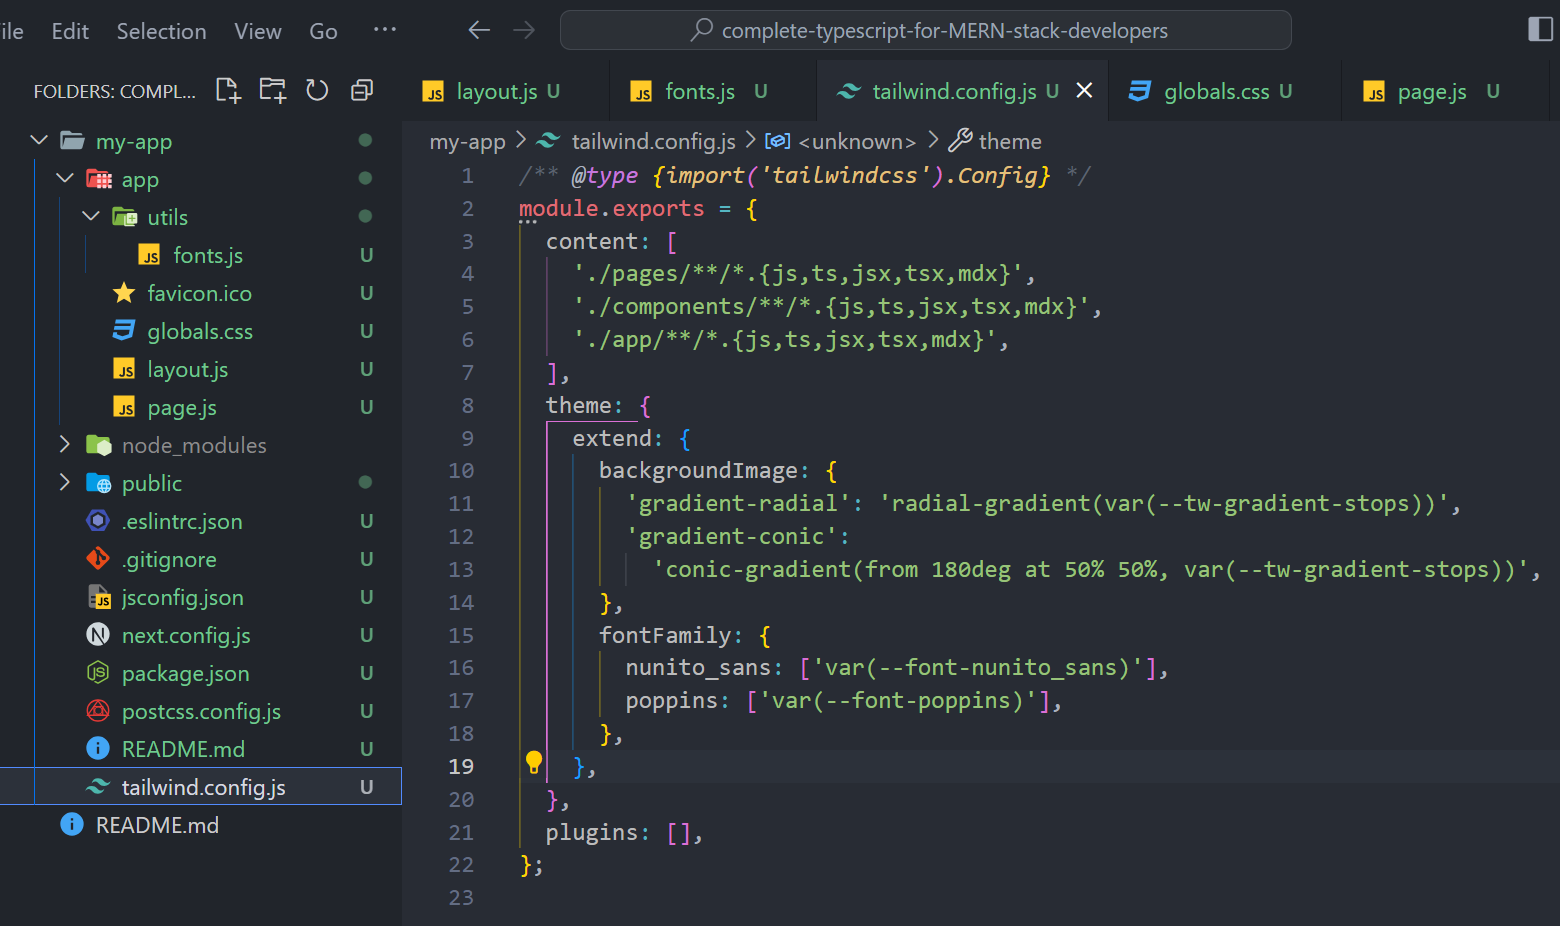 ile Edit Selection View Go ··· complete-typescript-for-MERN-stack-developers
FOLDERS: COMPL...
layout.js U fonts.js U tailwind.config.js U globals.css U page.js U
my-app
app
utils
fonts.js U
favicon.ico U
globals.css U
layout.js U
page.js U
node_modules
public
.eslintrc.json U
.gitignore U
jsconfig.json U
next.config.js U
package.json U
postcss.config.js U
README.md U
tailwind.config.js U
README.md
my-app > tailwind.config.js > <unknown> > theme
1 /** @type {import('tailwindcss').Config} */
2 module.exports = {
3   content: [
4     './pages/**/*.{js,ts,jsx,tsx,mdx}',
5     './components/**/*.{js,ts,jsx,tsx,mdx}',
6     './app/**/*.{js,ts,jsx,tsx,mdx}',
7   ],
8   theme: {
9     extend: {
10       backgroundImage: {
11         'gradient-radial': 'radial-gradient(var(--tw-gradient-stops))',
12         'gradient-conic':
13           'conic-gradient(from 180deg at 50% 50%, var(--tw-gradient-stops))',
14       },
15       fontFamily: {
16         nunito_sans: ['var(--font-nunito_sans)'],
17         poppins: ['var(--font-poppins)'],
18       },
19     },
20   },
21   plugins: [],
22 };
23